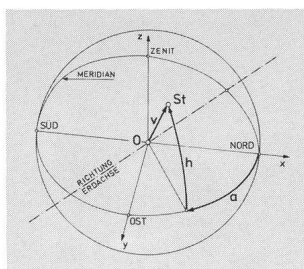 z
ZENIT
MERIDIAN
St
v
SÜD
O
NORD
x
h
RICHTUNG
ERDACHSE
a
OST
y